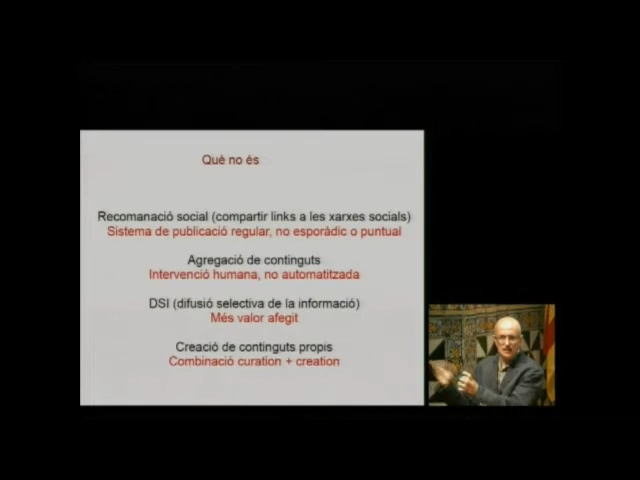 Què no és
Recomanació social (compartir links a les xarxes socials)
Sistema de publicació regular, no esporàdic o puntual
Agregació de continguts
Intervenció humana, no automatitzada
DSI (difusió selectiva de la informació)
Més valor afegit
Creació de continguts propis
Combinació curation + creation